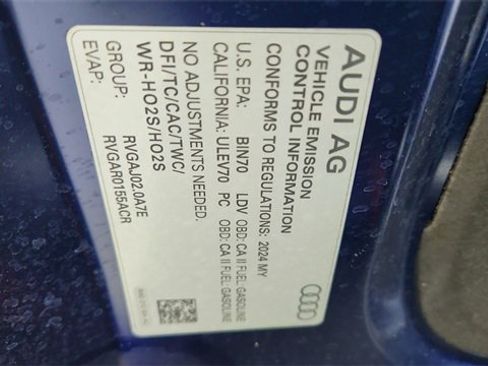 AUDI AG
VEHICLE EMISSION
CONTROL INFORMATION
CONFORMS TO REGULATIONS: 2024 MY
U.S. EPA: BIN70 LDV OBD: CA II FUEL: GASOLINE
CALIFORNIA: ULEV70 PC OBD: CA II FUEL: GASOLINE
NO ADJUSTMENTS NEEDED.
DFI/TC/CAC/TWC/
WR-HO2S/HO2S
GROUP: RVGAJ02.0A7E
EVAP: RVGAR0155ACR